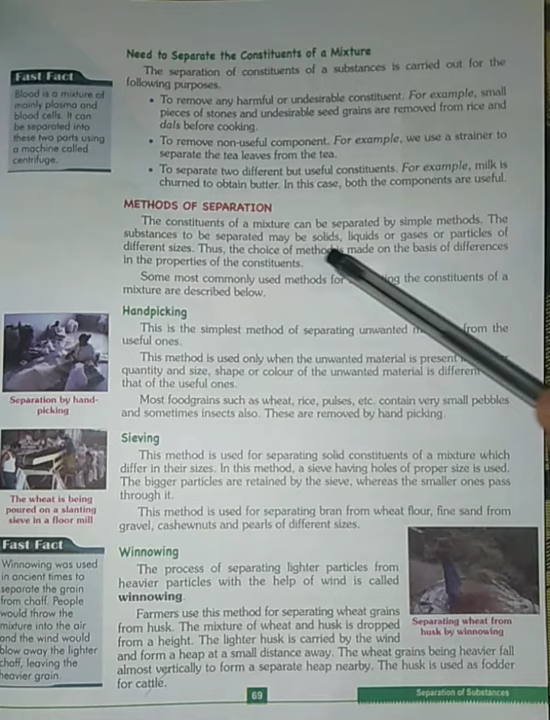 Need to Separate the Constituents of a Mixture
The separation of constituents of a substances is carried out for the
following purposes.
• To remove any harmful or undesirable constituent. For example, small
pieces of stones and undesirable seed grains are removed from rice and
dals before cooking.
• To remove non-useful component. For example, we use a strainer to
separate the tea leaves from the tea.
• To separate two different but useful constituents. For example, milk is
churned to obtain butter. In this case, both the components are useful.
Fast Fact
Blood is a mixture of
mainly plasma and
blood cells. It can
be separated into
these two parts using
a machine called
centrifuge.
METHODS OF SEPARATION
The constituents of a mixture can be separated by simple methods. The
substances to be separated may be solids, liquids or gases or particles of
different sizes. Thus, the choice of method is made on the basis of differences
in the properties of the constituents.
Some most commonly used methods for the constituents of a
mixture are described below.
Handpicking
This is the simplest method of separating unwanted from the
useful ones.
This method is used only when the unwanted material is present
quantity and size, shape or colour of the unwanted material is different
that of the useful ones.
Most foodgrains such as wheat, rice, pulses, etc. contain very small pebbles
and sometimes insects also. These are removed by hand picking.
Separation by hand-
picking
Sieving
This method is used for separating solid constituents of a mixture which
differ in their sizes. In this method, a sieve having holes of proper size is used.
The bigger particles are retained by the sieve, whereas the smaller ones pass
through it.
This method is used for separating bran from wheat flour, fine sand from
gravel, cashewnuts and pearls of different sizes.
The wheat is being
poured on a slanting
sieve in a floor mill
Winnowing
The process of separating lighter particles from
heavier particles with the help of wind is called
winnowing.
Farmers use this method for separating wheat grains
from husk. The mixture of wheat and husk is dropped
from a height. The lighter husk is carried by the wind
and form a heap at a small distance away. The wheat grains being heavier fall
almost vertically to form a separate heap nearby. The husk is used as fodder
for cattle.
Separating wheat from
husk by winnowing
Fast Fact
Winnowing was used
in ancient times to
separate the grain
from chaff. People
would throw the
mixture into the air
and the wind would
blow away the lighter
chaff, leaving the
heavier grain.
69
Separation of Substances